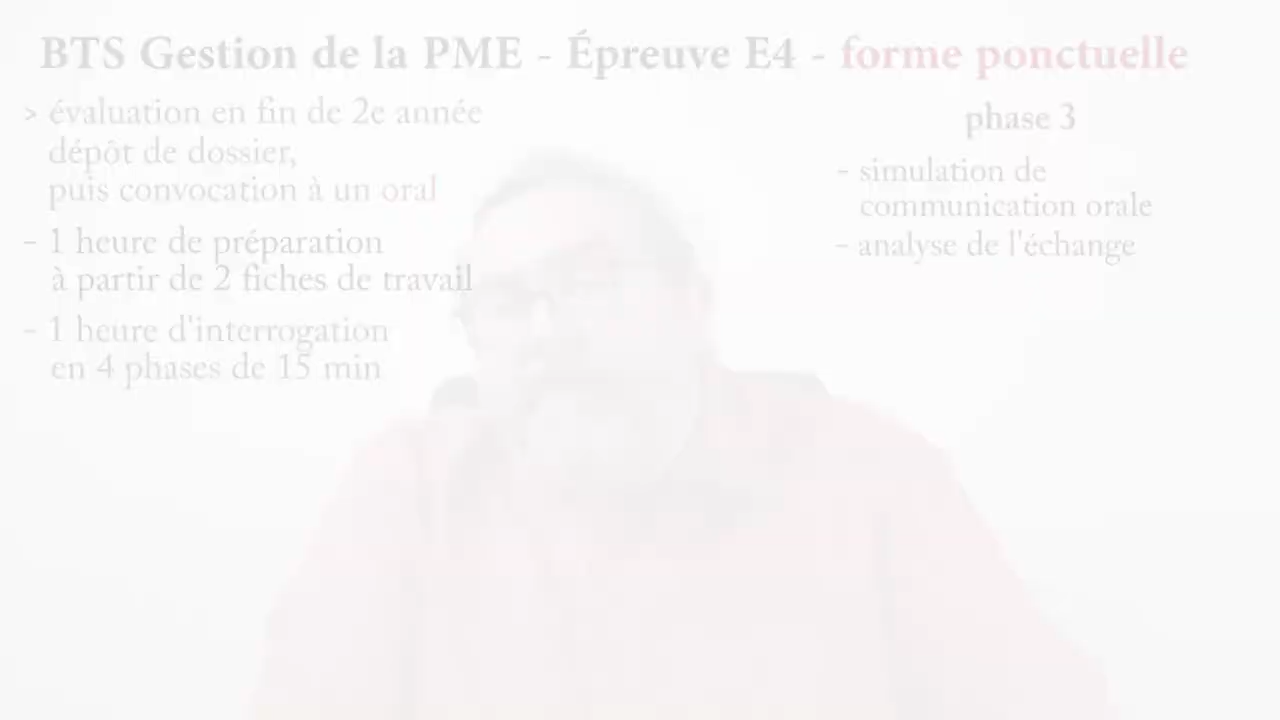 BTS Gestion de la PME - Épreuve E4 - forme ponctuelle
> évaluation en fin de 2e année
dépôt de dossier,
puis convocation à un oral
- 1 heure de préparation
à partir de 2 fiches de travail
- 1 heure d'interrogation
en 4 phases de 15 min
phase 3
- simulation de
communication orale
- analyse de l'échange